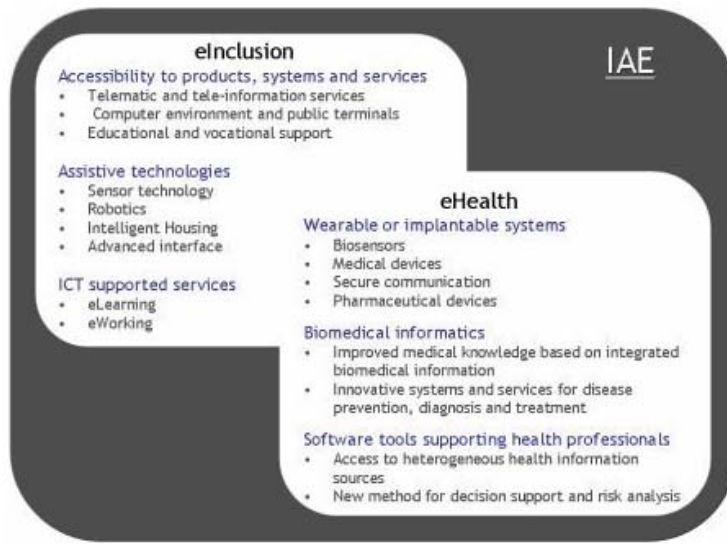 IAE
eInclusion
Accessibility to products, systems and services
• Telematic and tele-information services
• Computer environment and public terminals
• Educational and vocational support
Assistive technologies
• Sensor technology
• Robotics
• Intelligent Housing
• Advanced interface
ICT supported services
• eLearning
• eWorking
eHealth
Wearable or implantable systems
• Biosensors
• Medical devices
• Secure communication
• Pharmaceutical devices
Biomedical informatics
• Improved medical knowledge based on integrated
biomedical information
• Innovative systems and services for disease
prevention, diagnosis and treatment
Software tools supporting health professionals
• Access to heterogeneous health information
sources
• New method for decision support and risk analysis